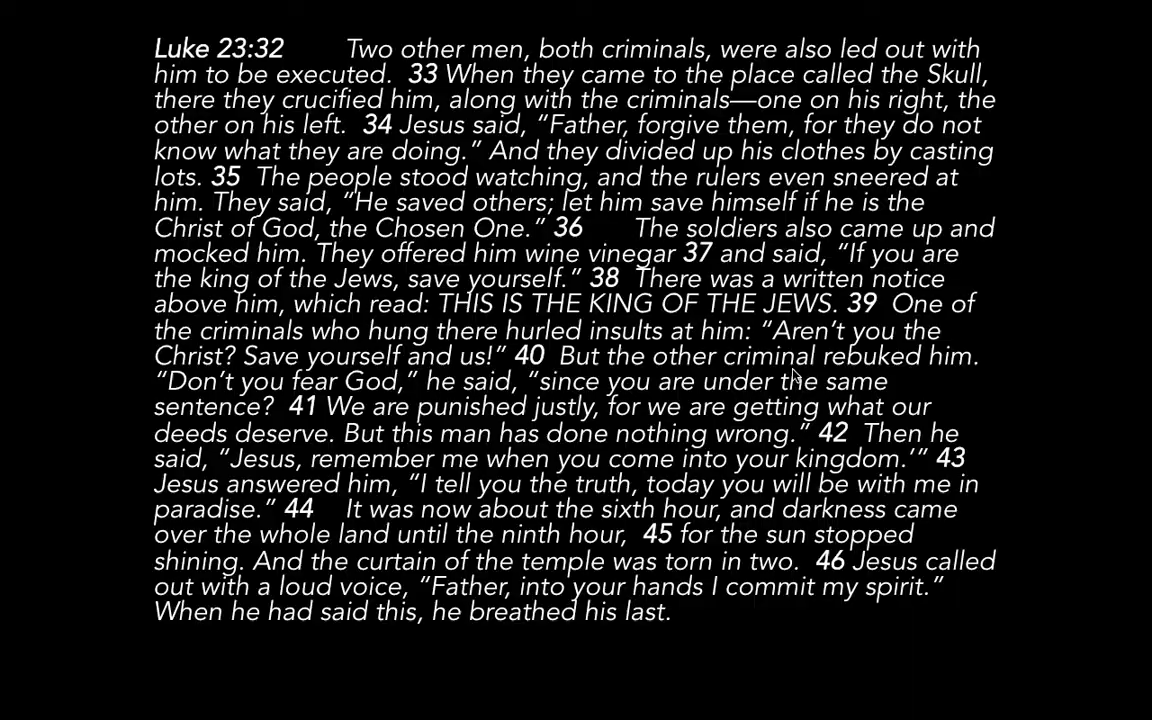 Luke 23:32 Two other men, both criminals, were also led out with
him to be executed. 33 When they came to the place called the Skull,
there they crucified him, along with the criminals—one on his right, the
other on his left. 34 Jesus said, “Father, forgive them, for they do not
know what they are doing.” And they divided up his clothes by casting
lots. 35 The people stood watching, and the rulers even sneered at
him. They said, “He saved others; let him save himself if he is the
Christ of God, the Chosen One.” 36 The soldiers also came up and
mocked him. They offered him wine vinegar 37 and said, “If you are
the king of the Jews, save yourself.” 38 There was a written notice
above him, which read: THIS IS THE KING OF THE JEWS. 39 One of
the criminals who hung there hurled insults at him: “Aren’t you the
Christ? Save yourself and us!” 40 But the other criminal rebuked him.
“Don’t you fear God,” he said, “since you are under the same
sentence? 41 We are punished justly, for we are getting what our
deeds deserve. But this man has done nothing wrong.” 42 Then he
said, “Jesus, remember me when you come into your kingdom.’” 43
Jesus answered him, “I tell you the truth, today you will be with me in
paradise.” 44 It was now about the sixth hour, and darkness came
over the whole land until the ninth hour, 45 for the sun stopped
shining. And the curtain of the temple was torn in two. 46 Jesus called
out with a loud voice, “Father, into your hands I commit my spirit.”
When he had said this, he breathed his last.